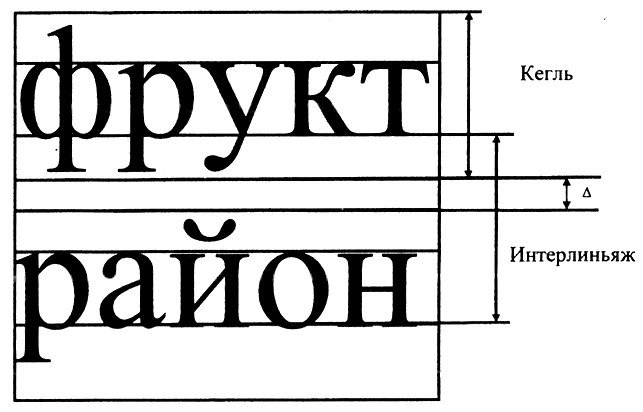 фрукт
Кегль
Δ
район
Интерлиньяж